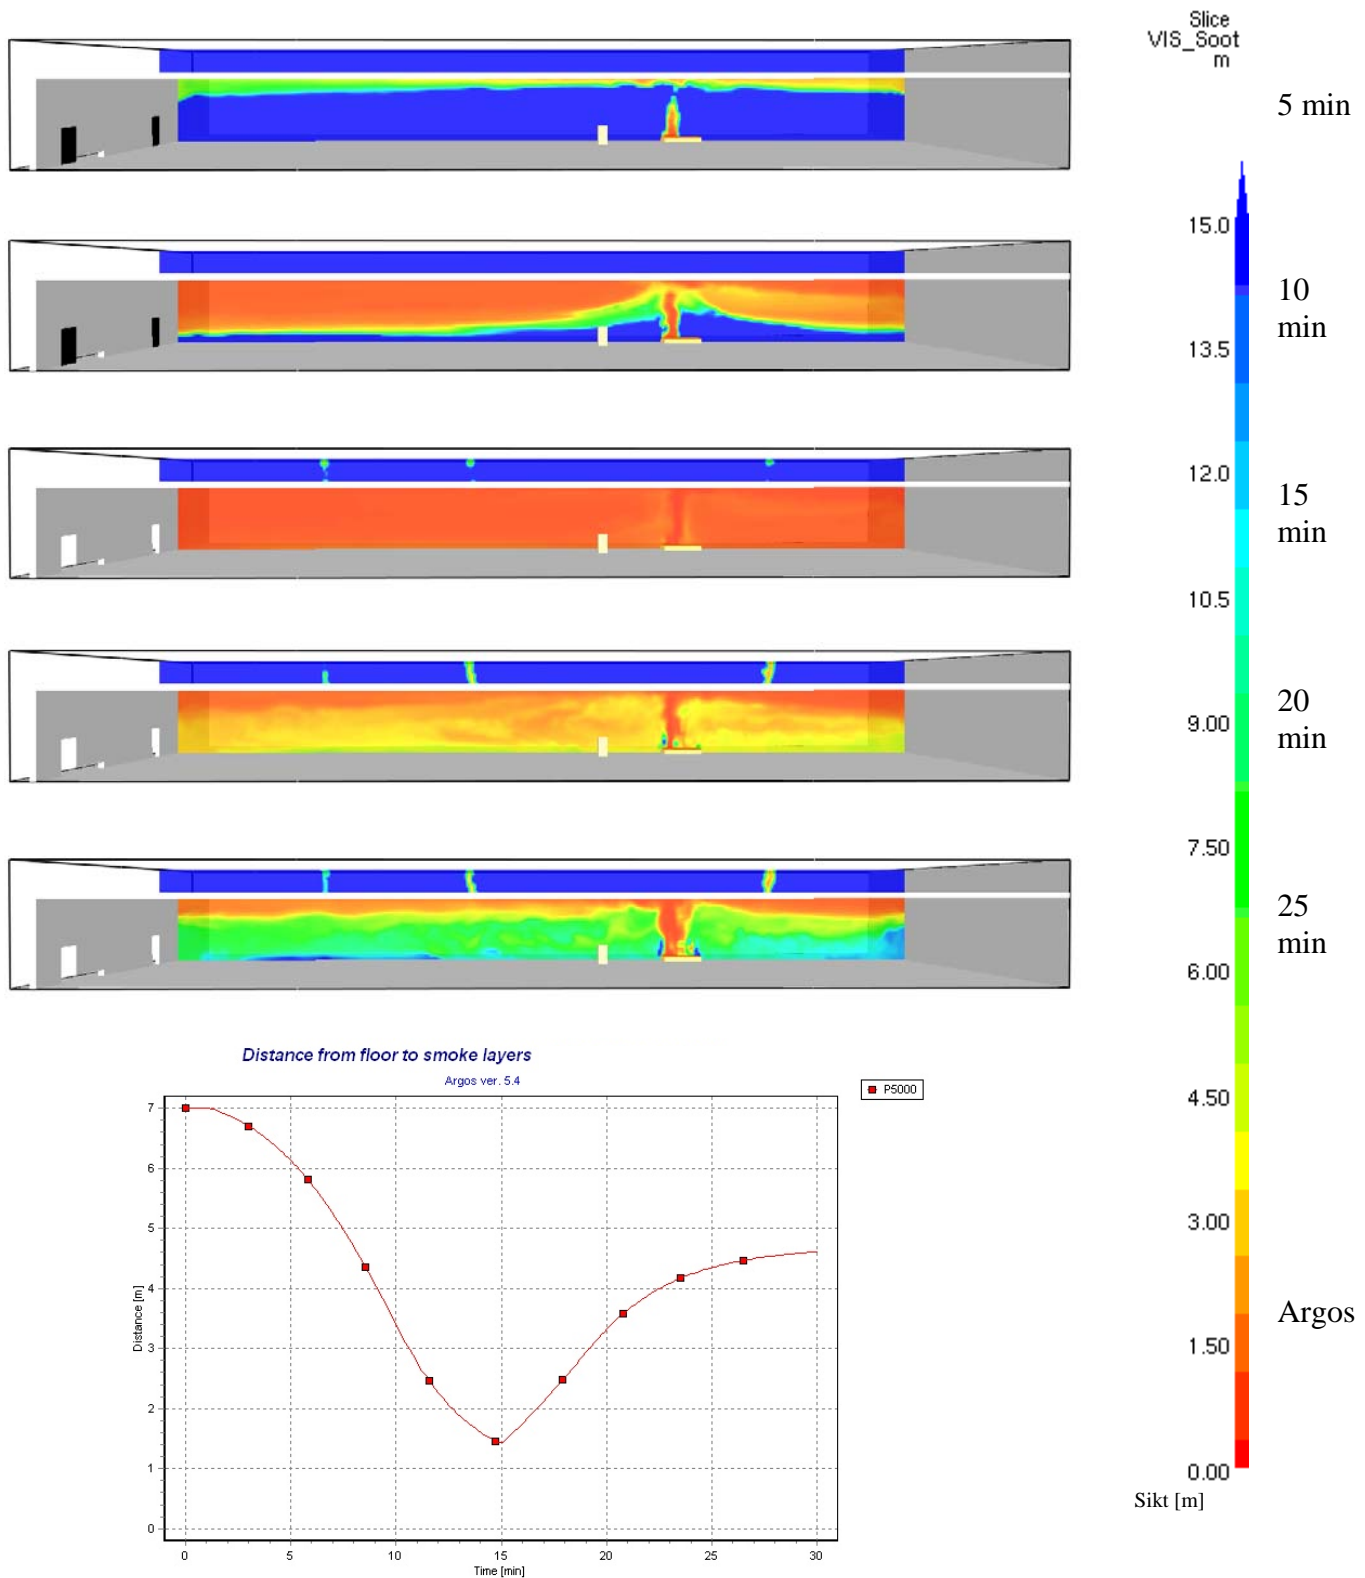 Slice
VIS_Soot
m
5 min
15.0
10
min
13.5
12.0
15
min
10.5
9.00
20
min
7.50
25
min
6.00
4.50
3.00
1.50
Argos
0.00
Sikt [m]
Distance from floor to smoke layers
Argos ver. 5.4
P5000
7
6
5
4
3
2
1
0
Distance [m]
0 5 10 15 20 25 30
Time [min]